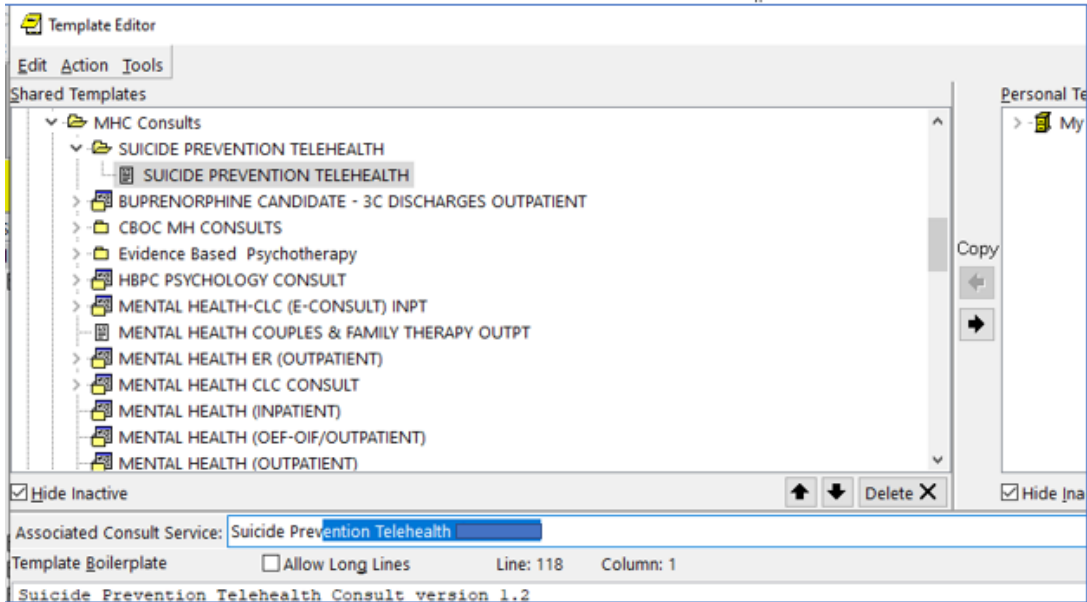 Template Editor
Edit Action Tools
Shared Templates
Personal Te
MHC Consults
My
SUICIDE PREVENTION TELEHEALTH
SUICIDE PREVENTION TELEHEALTH
BUPRENORPHINE CANDIDATE - 3C DISCHARGES OUTPATIENT
CBOC MH CONSULTS
Evidence Based Psychotherapy
Copy
HBPC PSYCHOLOGY CONSULT
MENTAL HEALTH-CLC (E-CONSULT) INPT
MENTAL HEALTH COUPLES & FAMILY THERAPY OUTPT
MENTAL HEALTH ER (OUTPATIENT)
MENTAL HEALTH CLC CONSULT
MENTAL HEALTH (INPATIENT)
MENTAL HEALTH (OEF-OIF/OUTPATIENT)
MENTAL HEALTH (OUTPATIENT)
Hide Inactive Delete X Hide Ina
Associated Consult Service: Suicide Prevention Telehealth
Template Boilerplate Allow Long Lines Line: 118 Column: 1
Suicide Prevention Telehealth Consult version 1.2